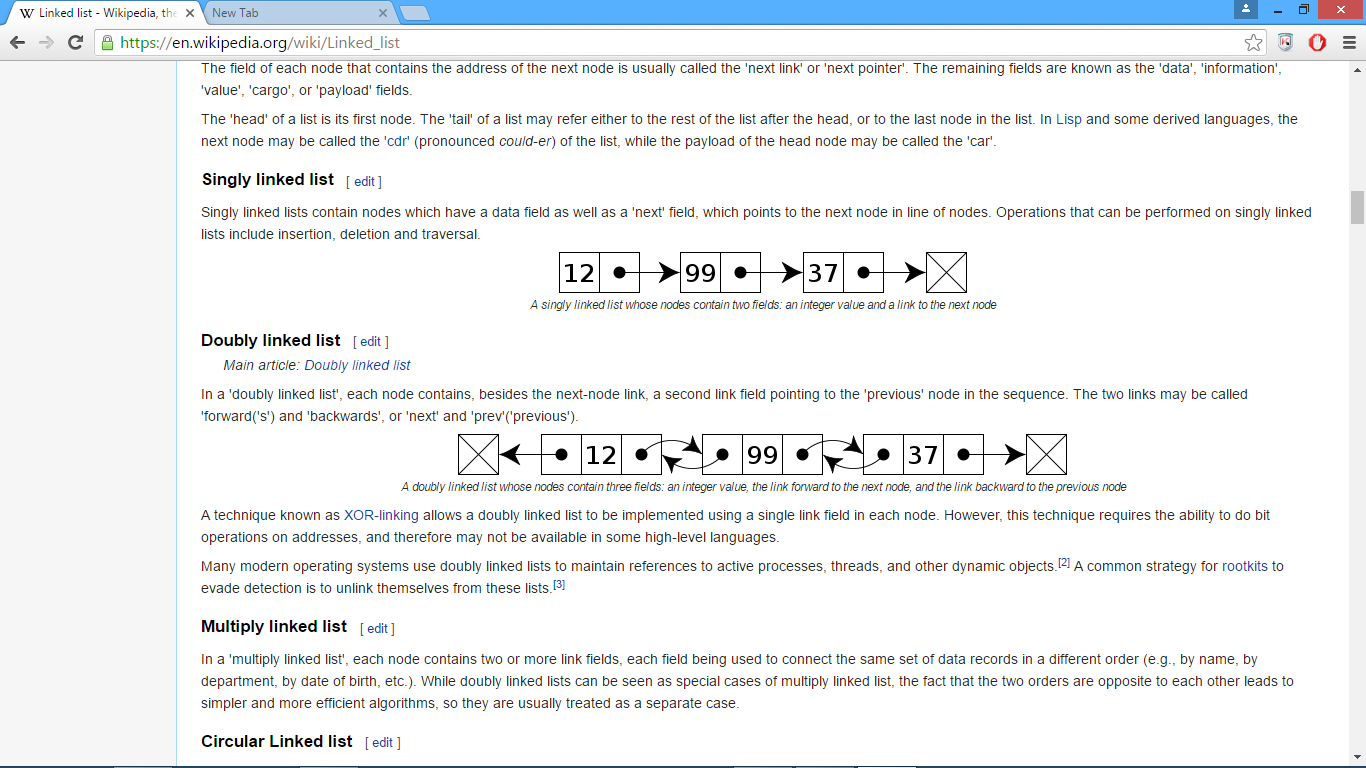 Linked list - Wikipedia, the
New Tab
https://en.wikipedia.org/wiki/Linked_list
The field of each node that contains the address of the next node is usually called the 'next link' or 'next pointer'. The remaining fields are known as the 'data', 'information',
'value', 'cargo', or 'payload' fields.
The 'head' of a list is its first node. The 'tail' of a list may refer either to the rest of the list after the head, or to the last node in the list. In Lisp and some derived languages, the
next node may be called the 'cdr' (pronounced could-er) of the list, while the payload of the head node may be called the 'car'.
Singly linked list [ edit ]
Singly linked lists contain nodes which have a data field as well as a 'next' field, which points to the next node in line of nodes. Operations that can be performed on singly linked
lists include insertion, deletion and traversal.
12 99 37
A singly linked list whose nodes contain two fields: an integer value and a link to the next node
Doubly linked list [ edit ]
Main article: Doubly linked list
In a 'doubly linked list', each node contains, besides the next-node link, a second link field pointing to the 'previous' node in the sequence. The two links may be called
'forward('s') and 'backwards', or 'next' and 'prev'('previous').
12 99 37
A doubly linked list whose nodes contain three fields: an integer value, the link forward to the next node, and the link backward to the previous node
A technique known as XOR-linking allows a doubly linked list to be implemented using a single link field in each node. However, this technique requires the ability to do bit
operations on addresses, and therefore may not be available in some high-level languages.
Many modern operating systems use doubly linked lists to maintain references to active processes, threads, and other dynamic objects.[2] A common strategy for rootkits to
evade detection is to unlink themselves from these lists.[3]
Multiply linked list [ edit ]
In a 'multiply linked list', each node contains two or more link fields, each field being used to connect the same set of data records in a different order (e.g., by name, by
department, by date of birth, etc.). While doubly linked lists can be seen as special cases of multiply linked list, the fact that the two orders are opposite to each other leads to
simpler and more efficient algorithms, so they are usually treated as a separate case.
Circular Linked list [ edit ]